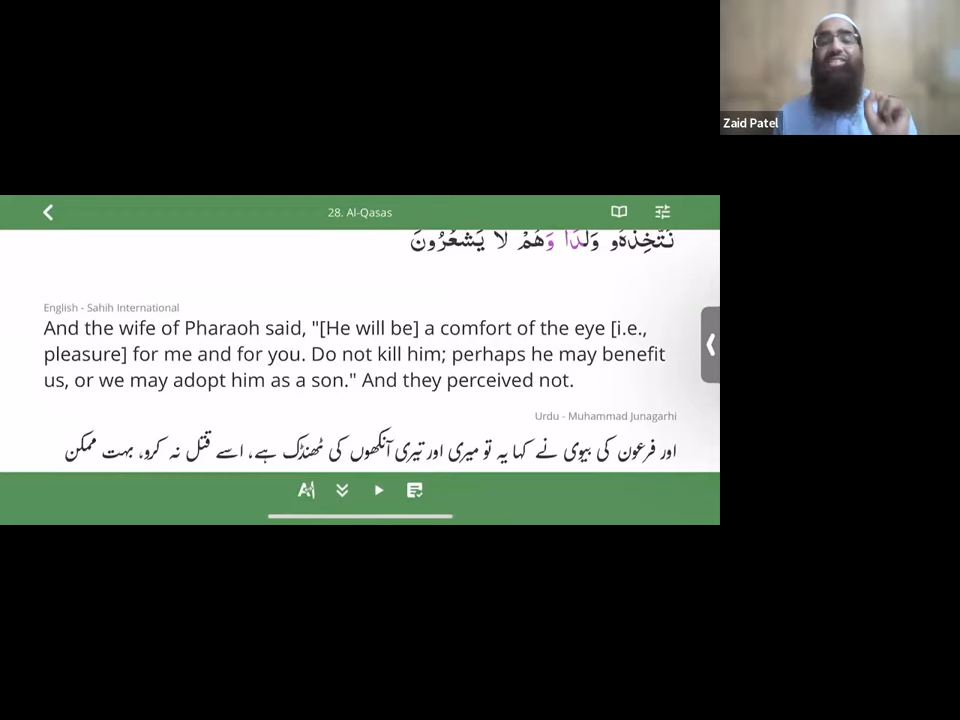 Zaid Patel
28. Al-Qasas
نَتَّخِذَهُۥ وَلَدًا وَهُمْ لَا يَشْعُرُونَ
English - Sahih International
And the wife of Pharaoh said, "[He will be] a comfort of the eye [i.e.,
pleasure] for me and for you. Do not kill him; perhaps he may benefit
us, or we may adopt him as a son." And they perceived not.
Urdu - Muhammad Junagarhi
اور فرعون کی بیوی نے کہا یہ تو میری اور تیری آنکھوں کی ٹھنڈک ہے، اسے قتل نہ کرو، بہت ممکن